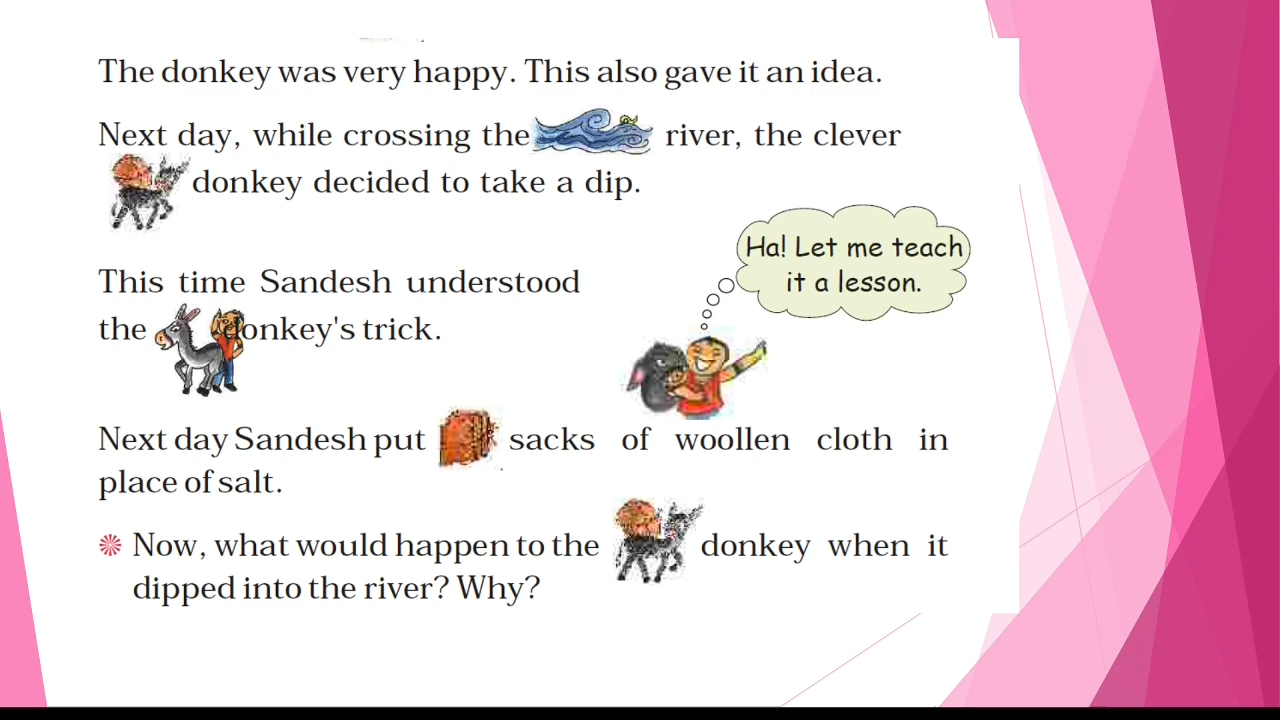 The donkey was very happy. This also gave it an idea.
Next day, while crossing the river, the clever
donkey decided to take a dip.
Ha! Let me teach
it a lesson.
This time Sandesh understood
the donkey's trick.
Next day Sandesh put sacks of woollen cloth in
place of salt.
Now, what would happen to the donkey when it
dipped into the river? Why?